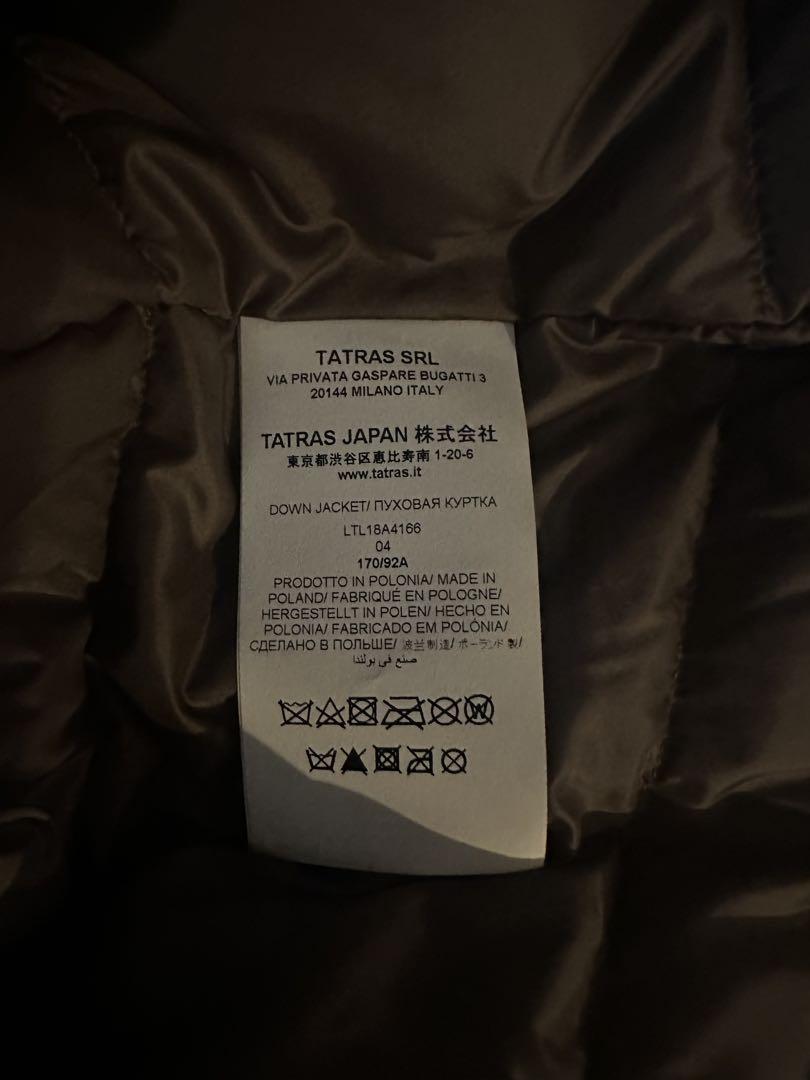 TATRAS SRL
VIA PRIVATA GASPARE BUGATTI 3
20144 MILANO ITALY
TATRAS JAPAN 株式会社
東京都渋谷区恵比寿南 1-20-6
www.tatras.it
DOWN JACKET/ ПУХОВАЯ КУРТКА
LTL18A4166
04
170/92A
PRODOTTO IN POLONIA/ MADE IN
POLAND/ FABRIQUÉ EN POLOGNE/
HERGESTELLT IN POLEN/ HECHO EN
POLONIA/ FABRICADO EM POLÓNIA/
СДЕЛАНО В ПОЛЬШЕ/ 波兰制造/ ポーランド製/
صنع في بولندا
W